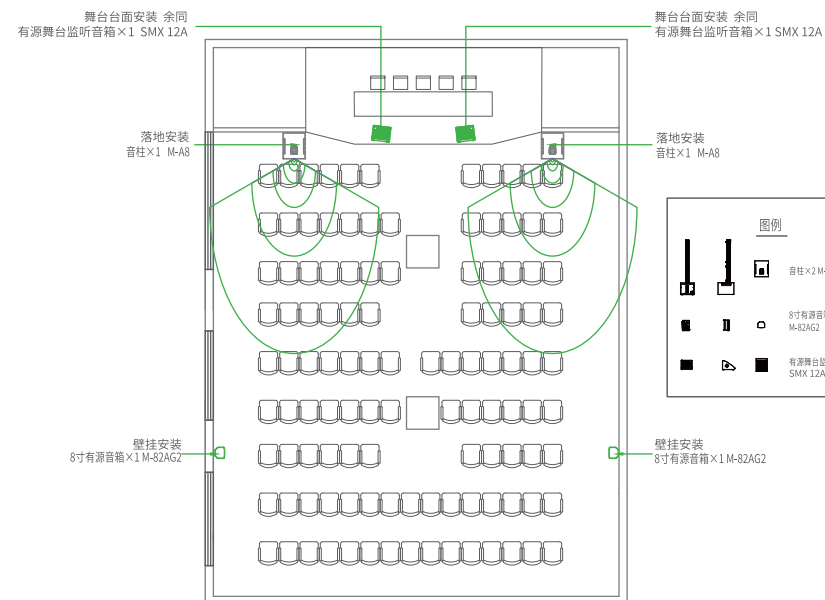 舞台台面安装 余同
有源舞台监听音箱×1 SMX 12A
舞台台面安装 余同
有源舞台监听音箱×1 SMX 12A
落地安装
音柱×1 M-A8
落地安装
音柱×1 M-A8
图例
音柱×2 M-
8寸有源音
M-82AG2
有源舞台监
SMX 12A
壁挂安装
8寸有源音箱×1 M-82AG2
壁挂安装
8寸有源音箱×1 M-82AG2